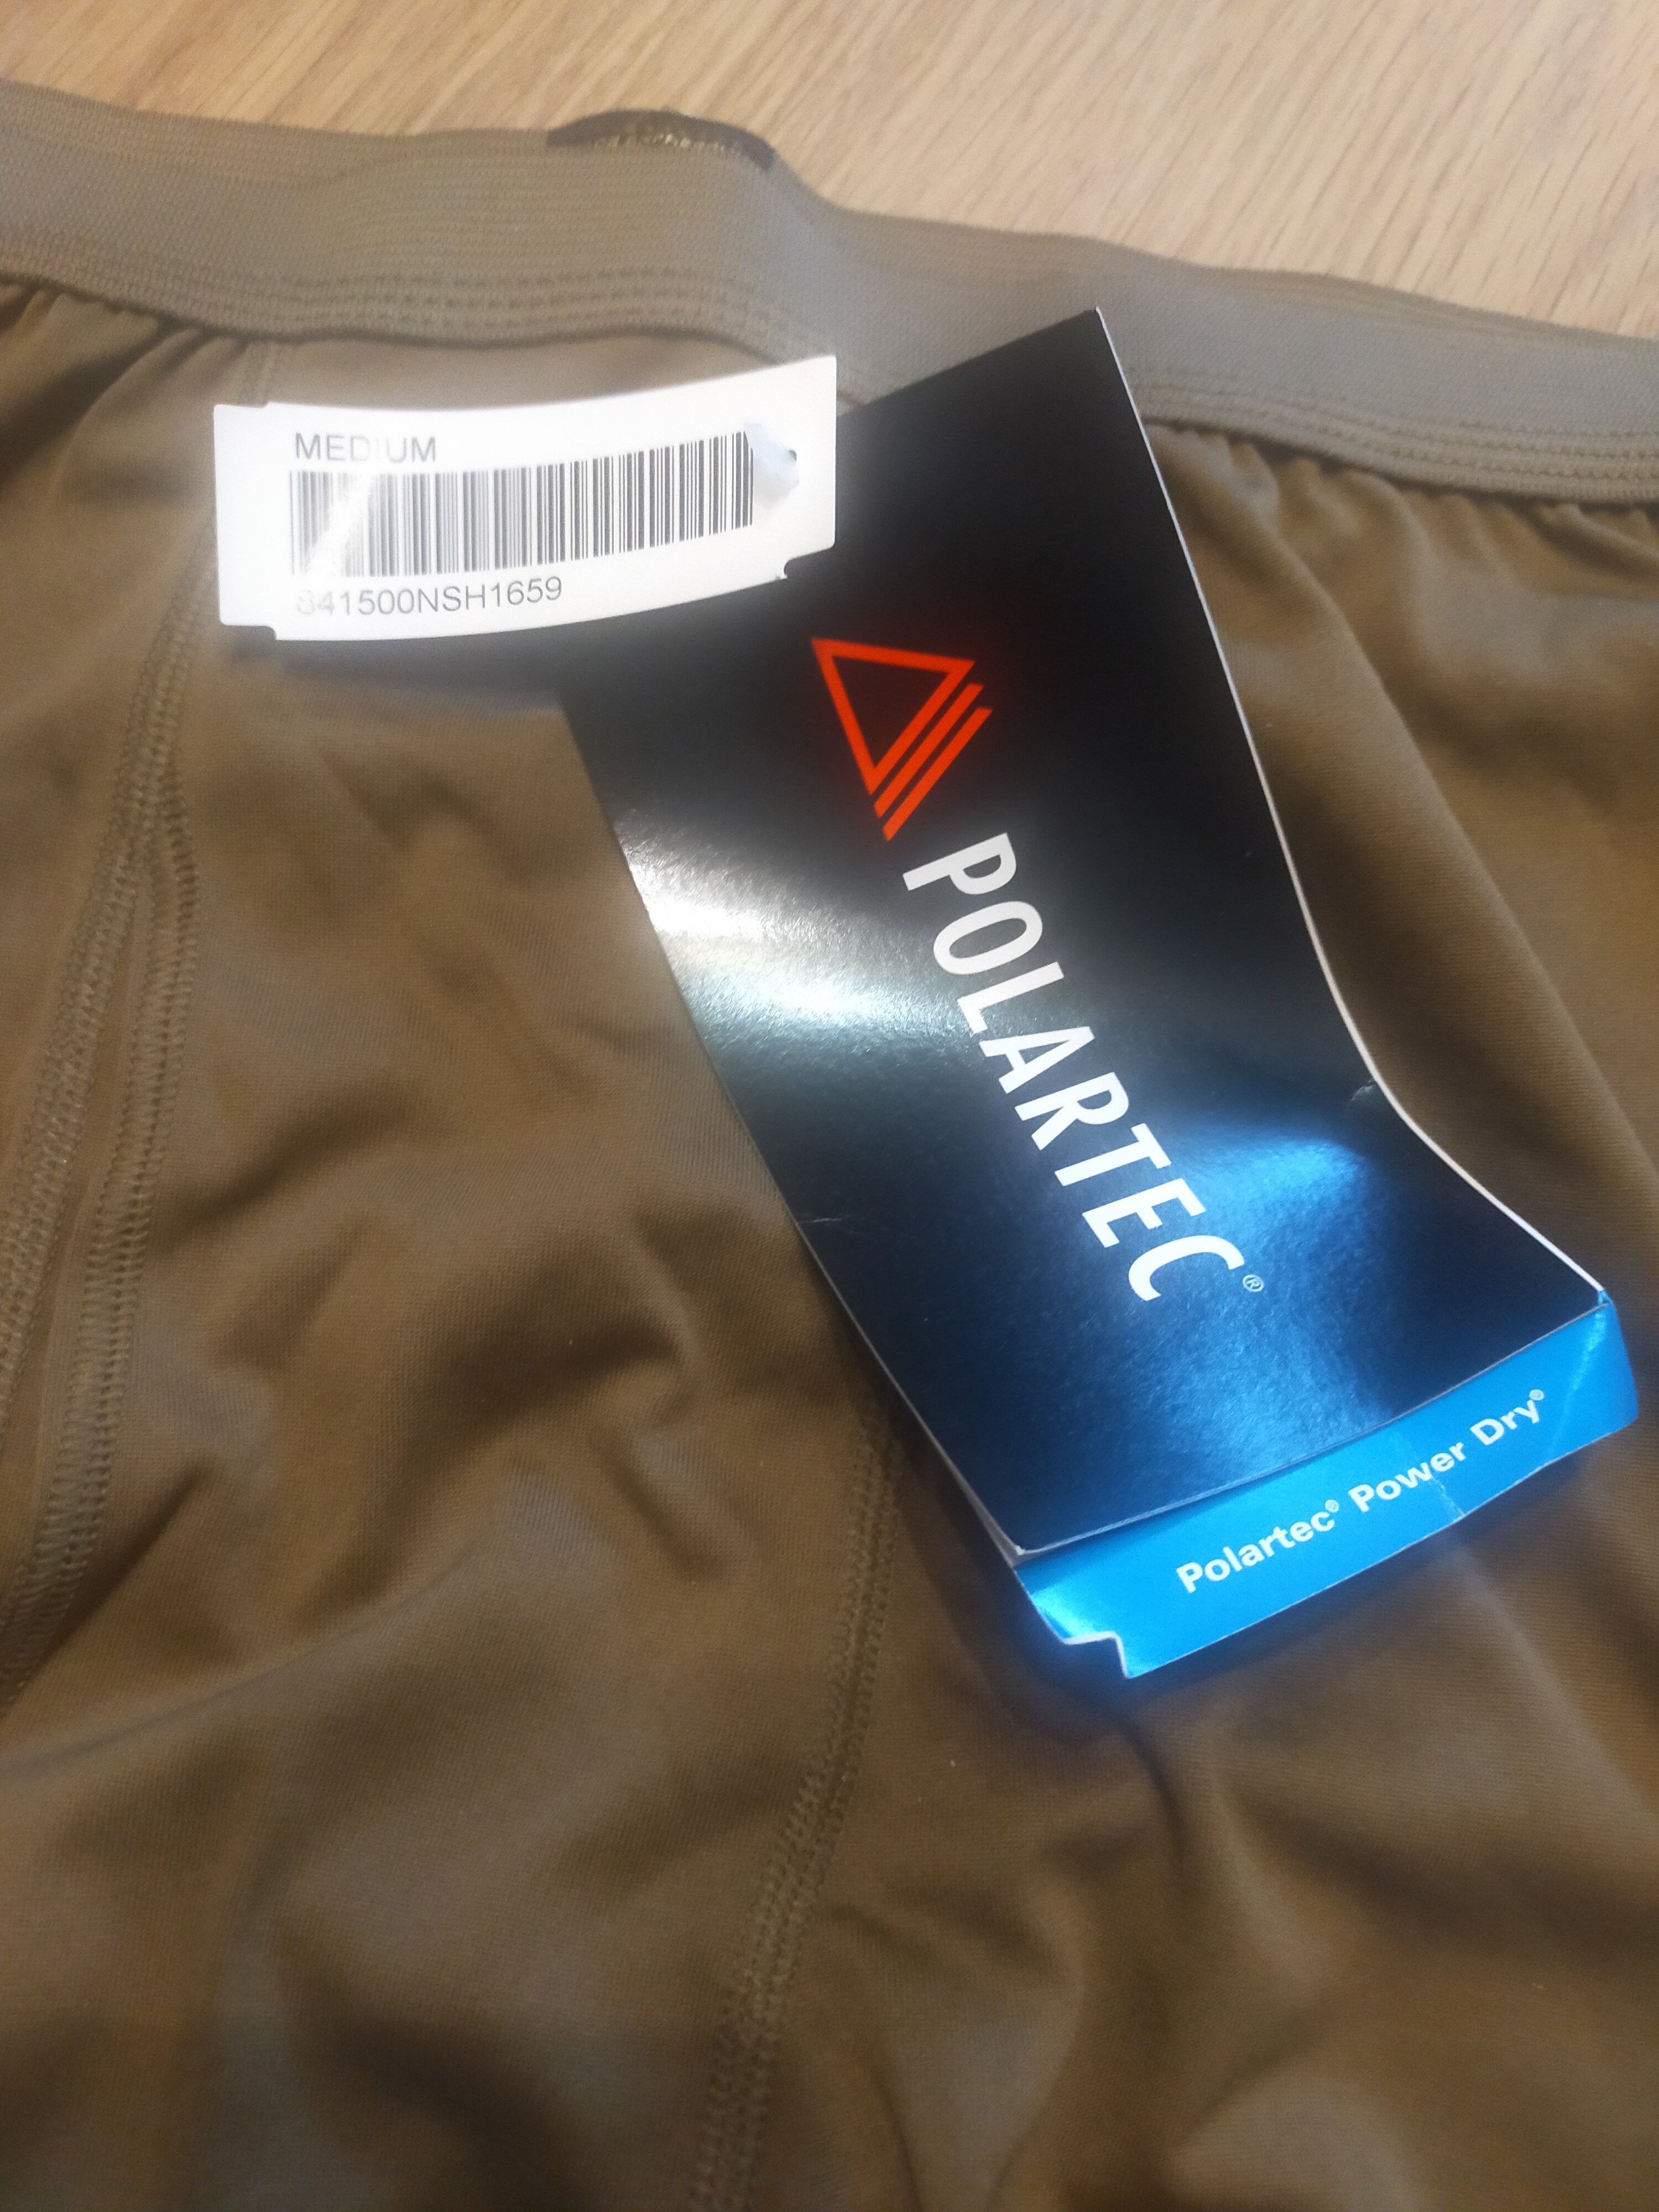 MEDIUM
841500NSH1659
POLARTEC®
Polartec® Power Dry®